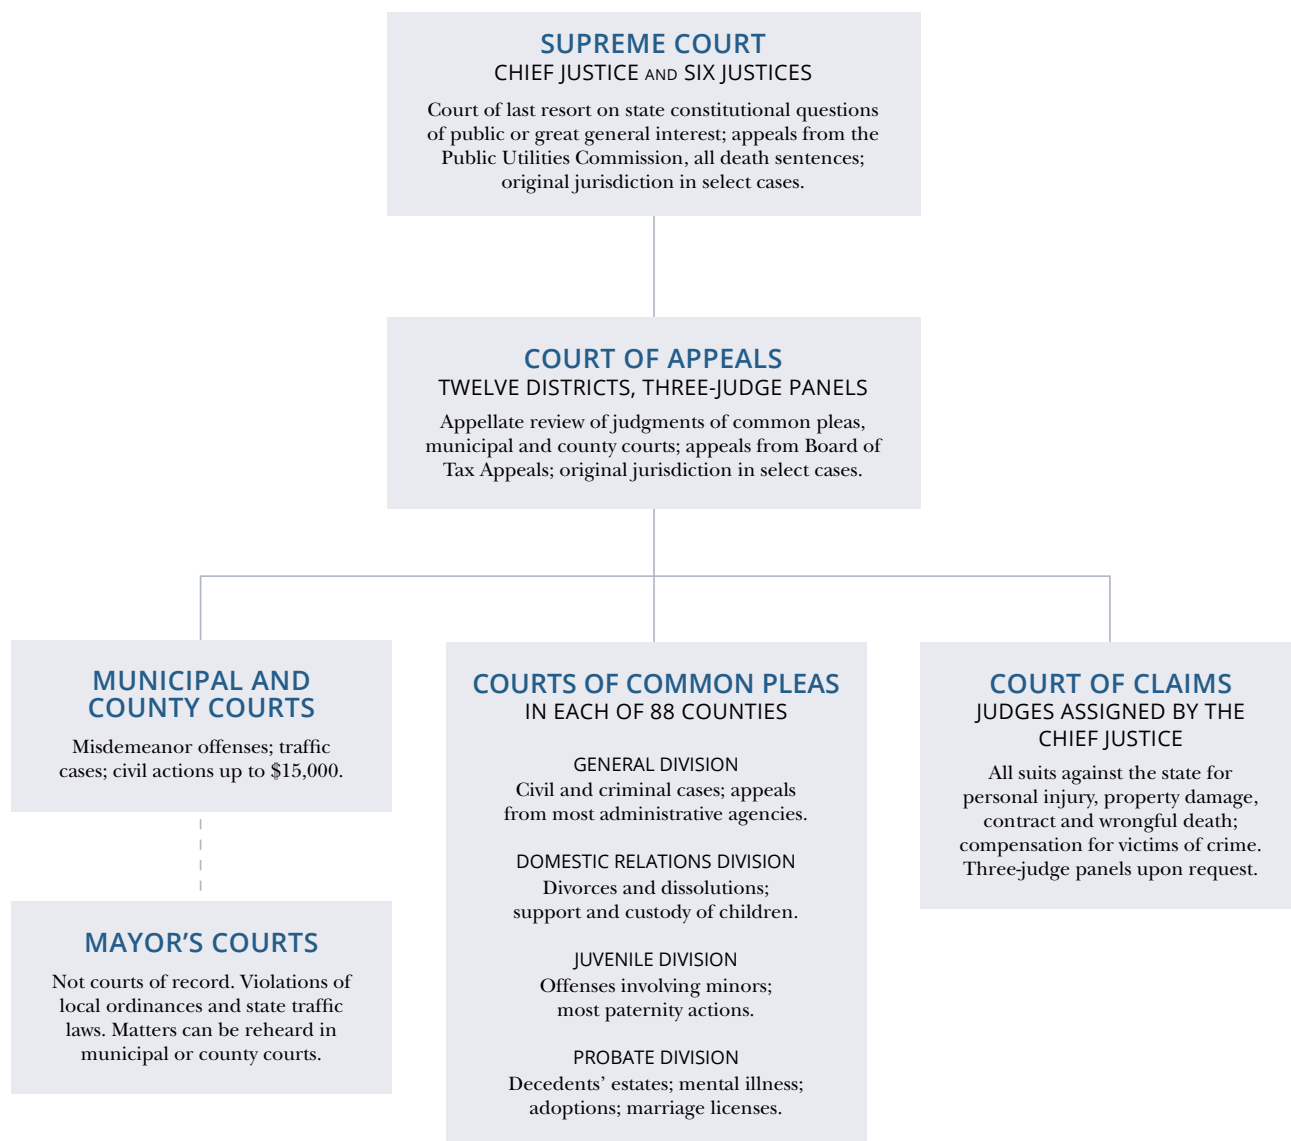 SUPREME COURT
CHIEF JUSTICE AND SIX JUSTICES
Court of last resort on state constitutional questions
of public or great general interest; appeals from the
Public Utilities Commission, all death sentences;
original jurisdiction in select cases.
COURT OF APPEALS
TWELVE DISTRICTS, THREE-JUDGE PANELS
Appellate review of judgments of common pleas,
municipal and county courts; appeals from Board of
Tax Appeals; original jurisdiction in select cases.
MUNICIPAL AND
COUNTY COURTS
Misdemeanor offenses; traffic
cases; civil actions up to $15,000.
MAYOR’S COURTS
Not courts of record. Violations of
local ordinances and state traffic
laws. Matters can be reheard in
municipal or county courts.
COURTS OF COMMON PLEAS
IN EACH OF 88 COUNTIES
GENERAL DIVISION
Civil and criminal cases; appeals
from most administrative agencies.
DOMESTIC RELATIONS DIVISION
Divorces and dissolutions;
support and custody of children.
JUVENILE DIVISION
Offenses involving minors;
most paternity actions.
PROBATE DIVISION
Decedents’ estates; mental illness;
adoptions; marriage licenses.
COURT OF CLAIMS
JUDGES ASSIGNED BY THE
CHIEF JUSTICE
All suits against the state for
personal injury, property damage,
contract and wrongful death;
compensation for victims of crime.
Three-judge panels upon request.